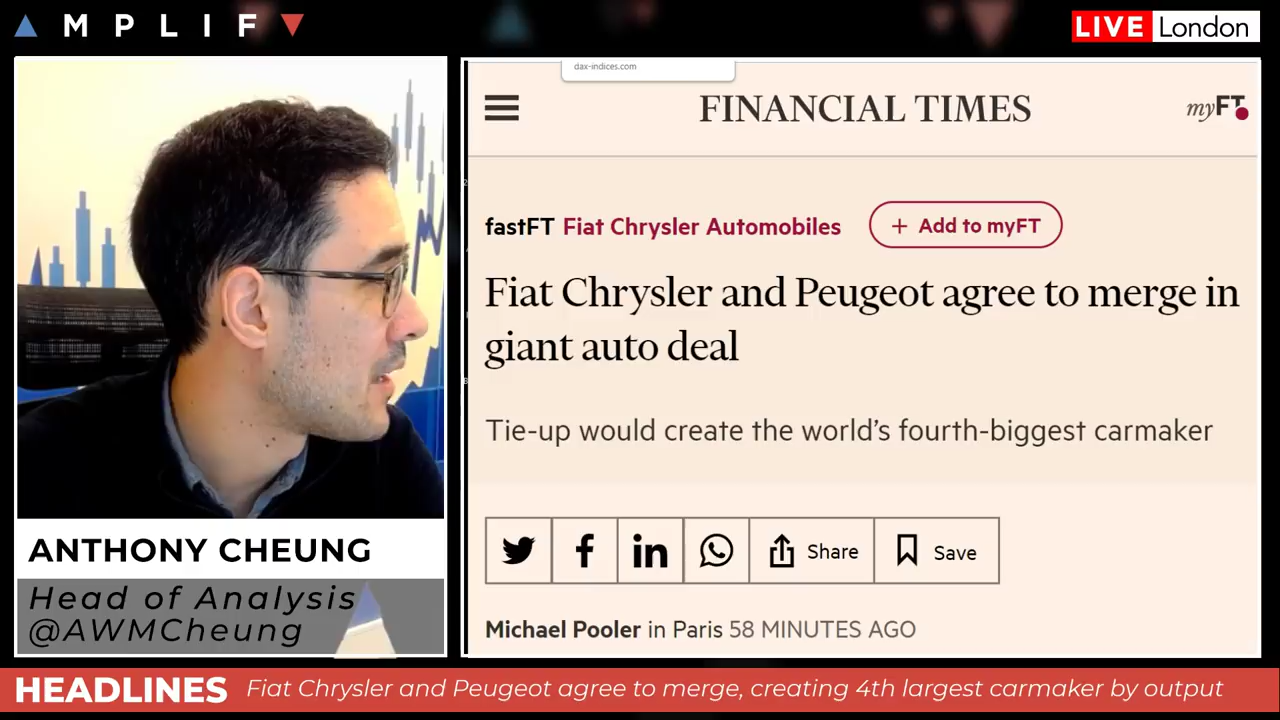 AMPLIFY
LIVE London
dax-indices.com
FINANCIAL TIMES
myFT
fastFT Fiat Chrysler Automobiles
+ Add to myFT
Fiat Chrysler and Peugeot agree to merge in
giant auto deal
Tie-up would create the world's fourth-biggest carmaker
Share
Save
Michael Pooler in Paris 58 MINUTES AGO
ANTHONY CHEUNG
Head of Analysis
@AWMCheung
HEADLINES Fiat Chrysler and Peugeot agree to merge, creating 4th largest carmaker by output